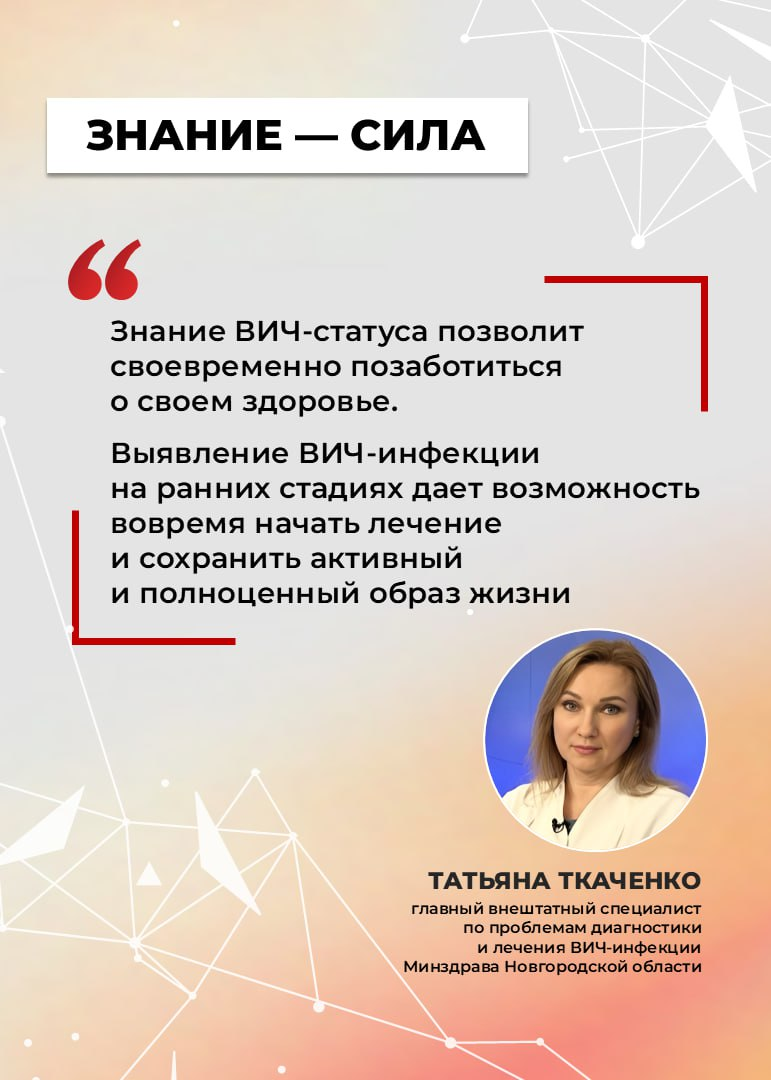 ЗНАНИЕ — СИЛА
“
Знание ВИЧ-статуса позволит
своевременно позаботиться
о своем здоровье.
Выявление ВИЧ-инфекции
на ранних стадиях дает возможность
вовремя начать лечение
и сохранить активный
и полноценный образ жизни
ТАТЬЯНА ТКАЧЕНКО
главный внештатный специалист
по проблемам диагностики
и лечения ВИЧ-инфекции
Минздрава Новгородской области